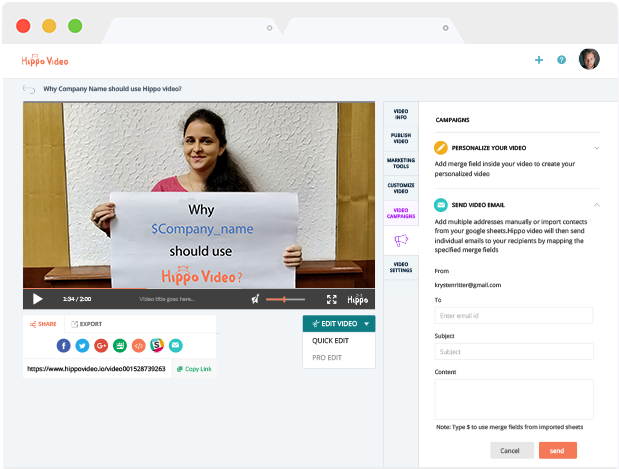 Hippo Video
Why Company Name should use Hippo video?
Why
$Company_name
should use
Hippo Video?
1:34 / 2:00
Video title goes here...
Hippo
SHARE
EXPORT
https://www.hippovideo.io/video001528739263
Copy Link
EDIT VIDEO
QUICK EDIT
PRO EDIT
VIDEO
INFO
PUBLISH
VIDEO
MARKETING
TOOLS
CUSTOMIZE
VIDEO
VIDEO
CAMPAIGNS
VIDEO
SETTINGS
CAMPAIGNS
PERSONALIZE YOUR VIDEO
Add merge field inside your video to create your
personalized video
SEND VIDEO EMAIL
Add multiple addresses manually or import contacts
from your google sheets.Hippo video will then send
individual emails to your recipients by mapping the
specified merge fields
From
krystenritter@gmail.com
To
Enter email id
Subject
Subject
Content
Note: Type $ to use merge fields from imported sheets
Cancel
send